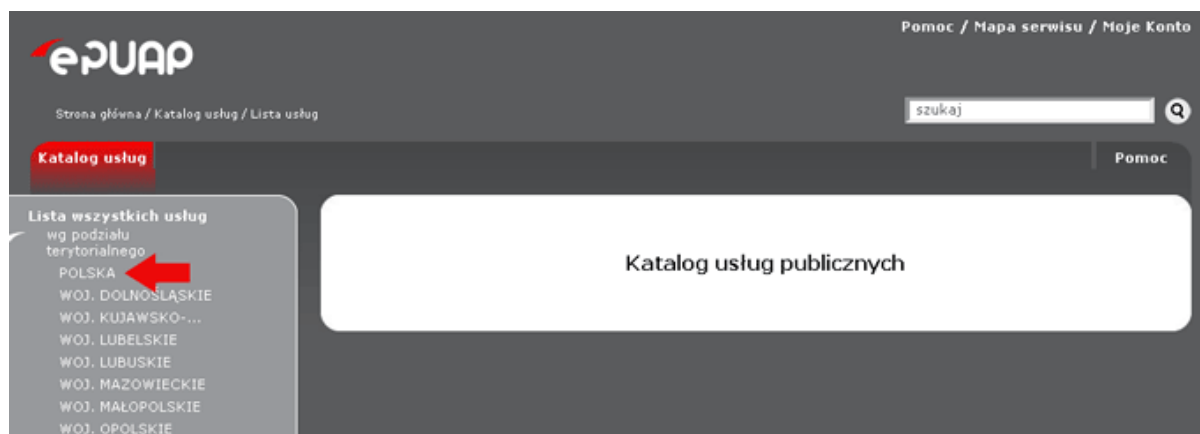 Pomoc / Mapa serwisu / Moje Konto
ePUAP
Strona główna / Katalog usług / Lista usług
szukaj
Katalog usług
Pomoc
Lista wszystkich usług
wg podziału
terytorialnego
POLSKA
WOJ. DOLNOŚLĄSKIE
WOJ. KUJAWSKO-...
WOJ. LUBELSKIE
WOJ. LUBUSKIE
WOJ. MAZOWIECKIE
WOJ. MAŁOPOLSKIE
WOJ. OPOLSKIE
Katalog usług publicznych